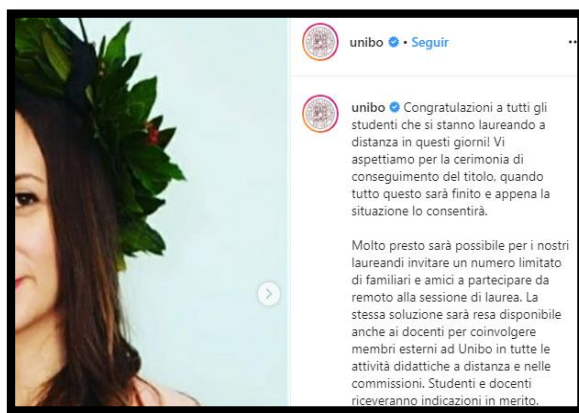 unibo • Seguir
unibo Congratulazioni a tutti gli
studenti che si stanno laureando a
distanza in questi giorni! Vi
aspettiamo per la cerimonia di
conseguimento del titolo, quando
tutto questo sarà finito e appena la
situazione lo consentirà.
Molto presto sarà possibile per i nostri
laureandi invitare un numero limitato
di familiari e amici a partecipare da
remoto alla sessione di laurea. La
stessa soluzione sarà resa disponibile
anche ai docenti per coinvolgere
membri esterni ad Unibo in tutte le
attività didattiche a distanza e nelle
commissioni. Studenti e docenti
riceveranno indicazioni in merito.